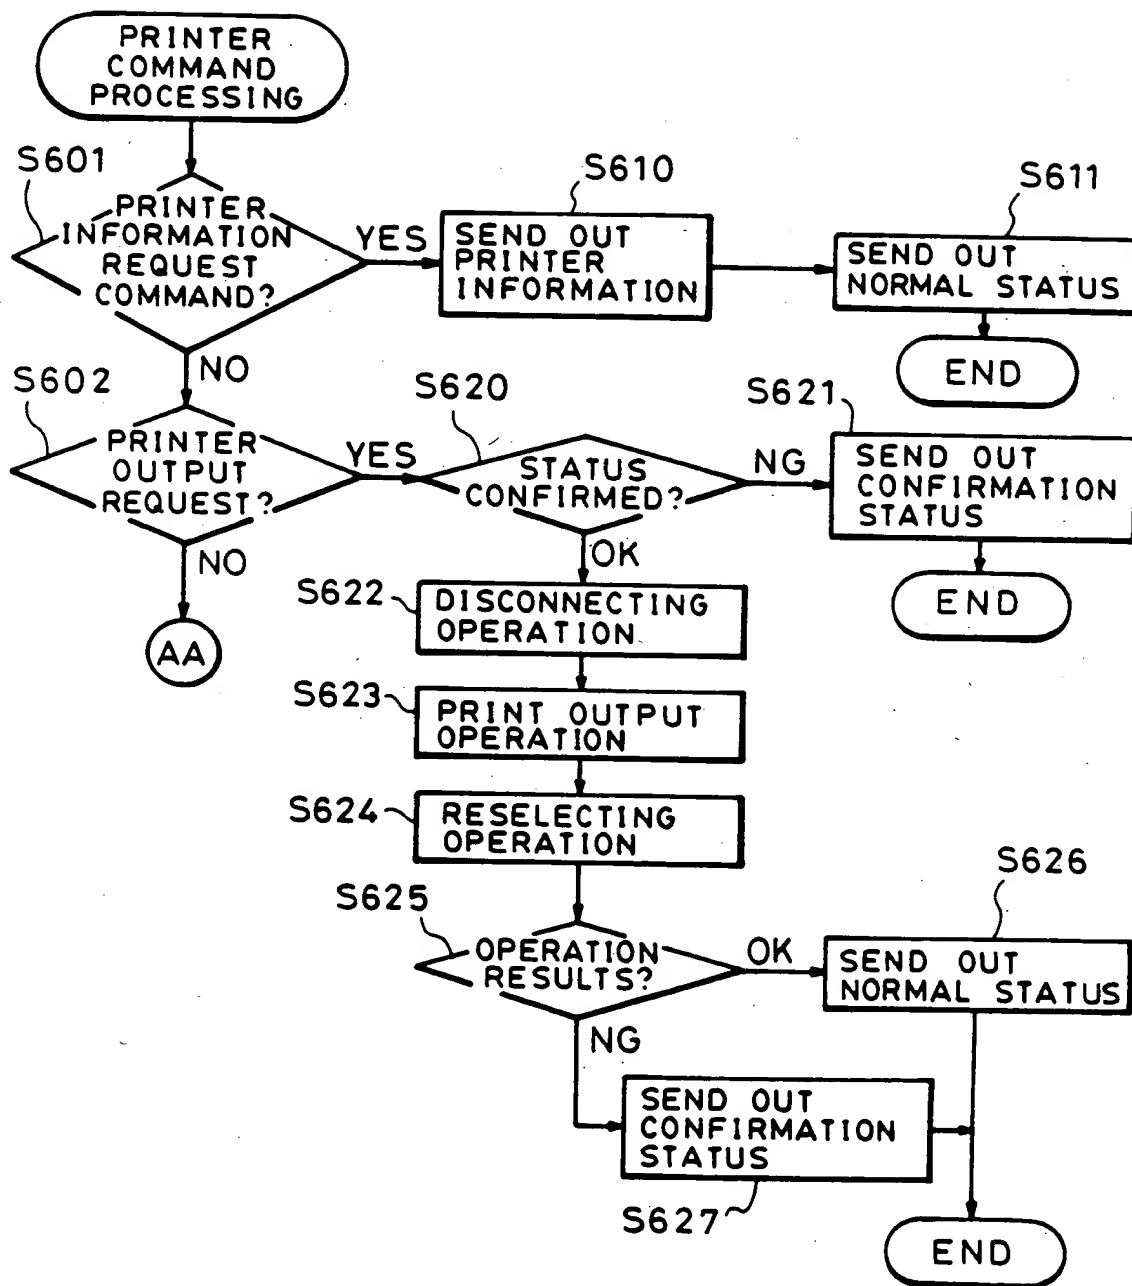 PRINTER
COMMAND
PROCESSING
S601
PRINTER
INFORMATION
REQUEST
COMMAND?
YES
S610
SEND OUT
PRINTER
INFORMATION
S611
SEND OUT
NORMAL STATUS
END
NO
S602
PRINTER
OUTPUT
REQUEST?
YES
S620
STATUS
CONFIRMED?
NG
S621
SEND OUT
CONFIRMATION
STATUS
END
NO
AA
OK
S622
DISCONNECTING
OPERATION
S623
PRINT OUTPUT
OPERATION
S624
RESELECTING
OPERATION
S625
OPERATION
RESULTS?
OK
S626
SEND OUT
NORMAL STATUS
NG
SEND OUT
CONFIRMATION
STATUS
S627
END